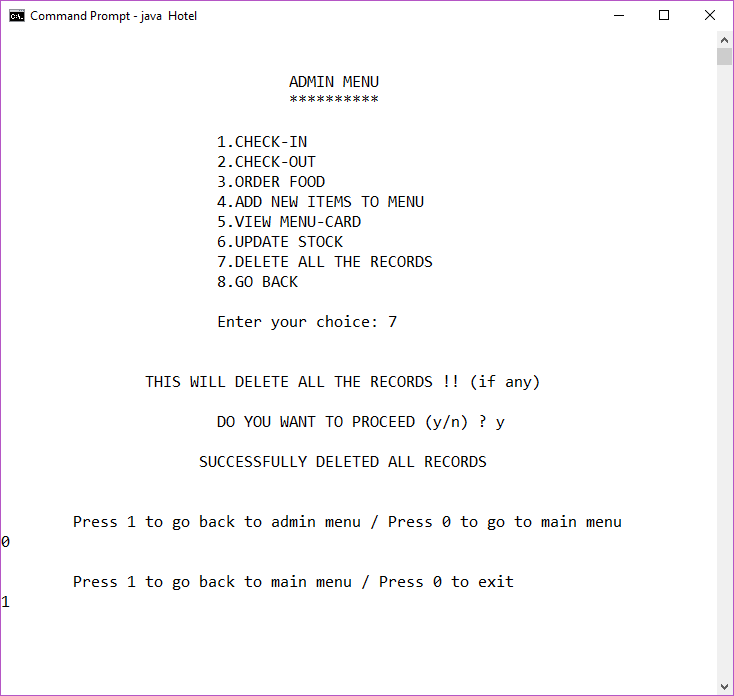 Command Prompt - java Hotel
ADMIN MENU
**********
1.CHECK-IN
2.CHECK-OUT
3.ORDER FOOD
4.ADD NEW ITEMS TO MENU
5.VIEW MENU-CARD
6.UPDATE STOCK
7.DELETE ALL THE RECORDS
8.GO BACK
Enter your choice: 7
THIS WILL DELETE ALL THE RECORDS !! (if any)
DO YOU WANT TO PROCEED (y/n) ? y
SUCCESSFULLY DELETED ALL RECORDS
Press 1 to go back to admin menu / Press 0 to go to main menu
0
Press 1 to go back to main menu / Press 0 to exit
1